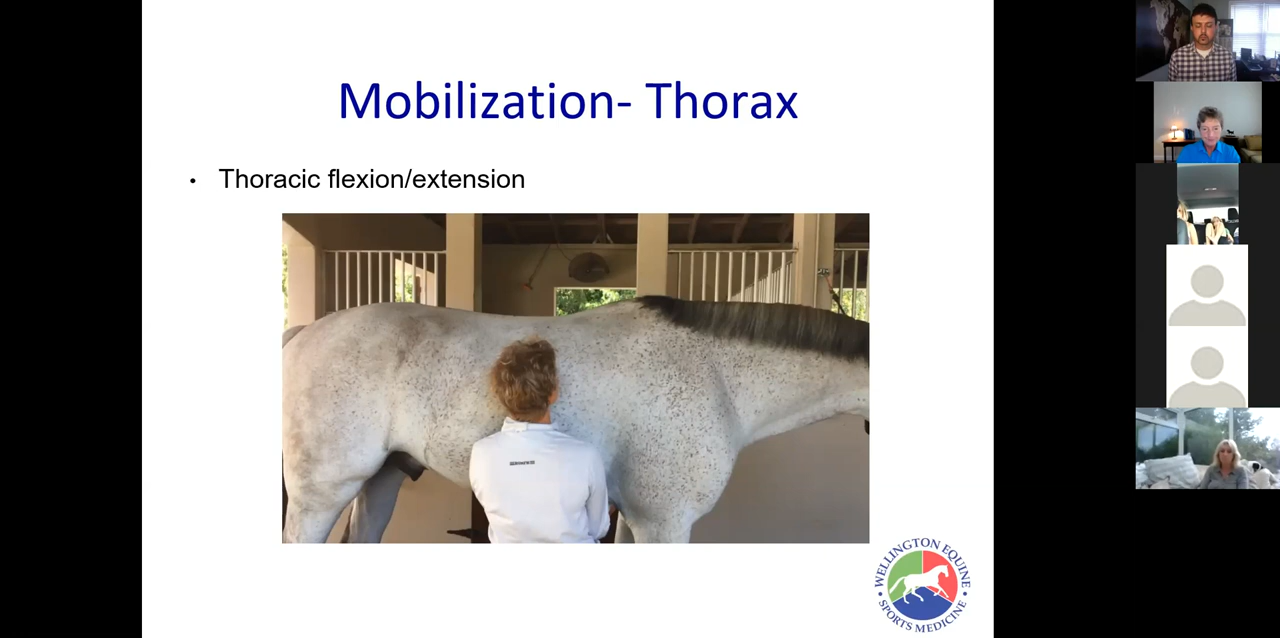 Mobilization- Thorax
• Thoracic flexion/extension
WELLINGTON EQUINE
• SPORTS MEDICINE •